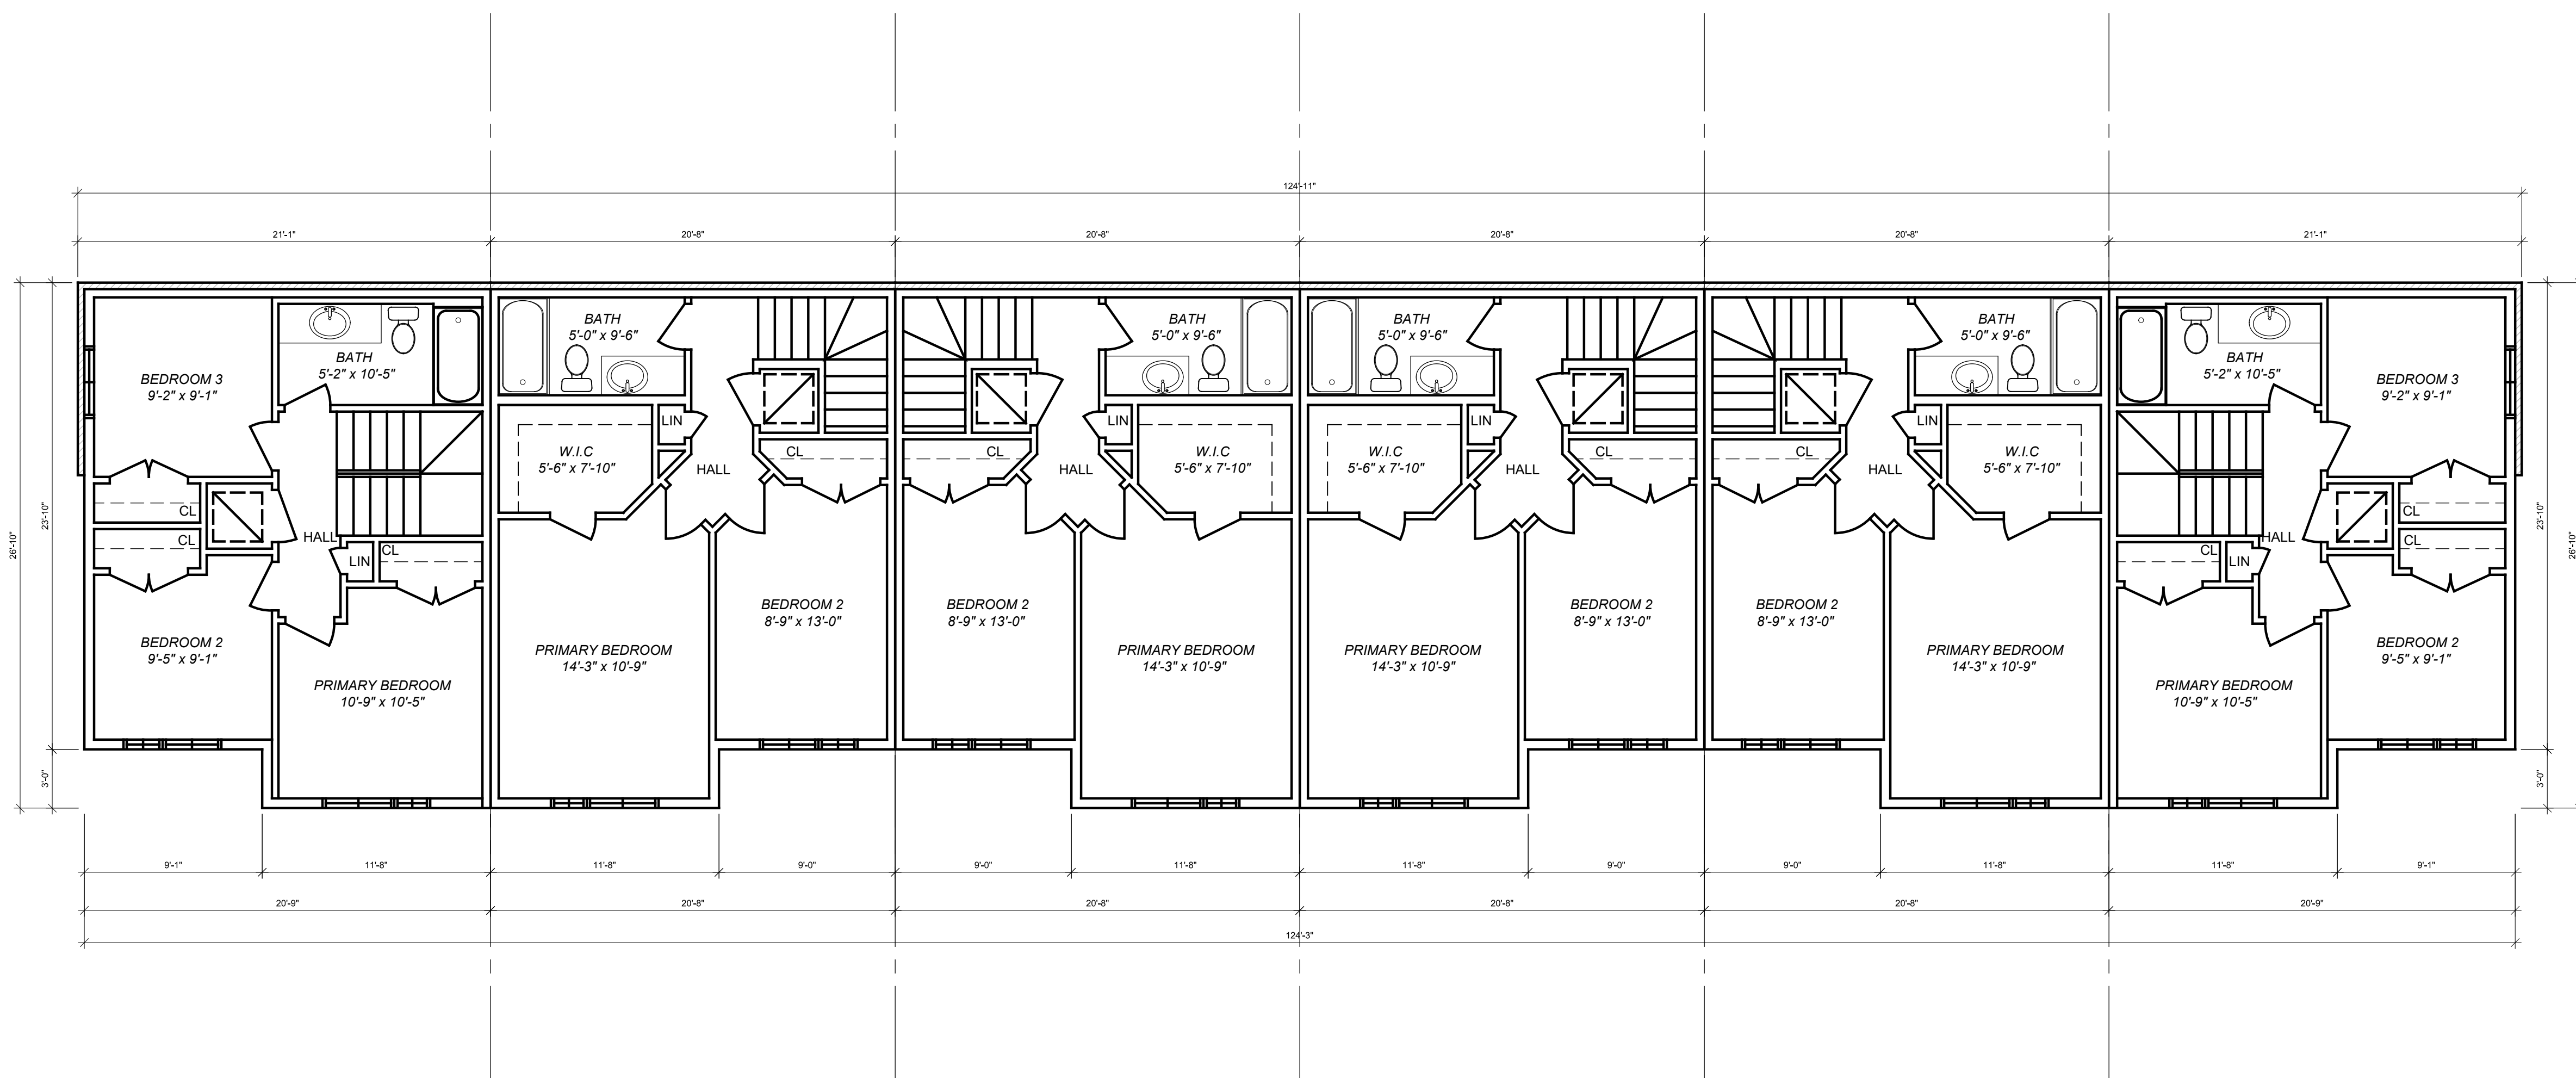 124'-11"
21'-1"
20'-8"
20'-8"
20'-8"
20'-8"
21'-1"
26'-10"
23'-10"
3'-0"
BEDROOM 3
9'-2" x 9'-1"
BATH
5'-2" x 10'-5"
CL
CL
HALL
LIN
CL
BEDROOM 2
9'-5" x 9'-1"
PRIMARY BEDROOM
10'-9" x 10'-5"
BATH
5'-0" x 9'-6"
LIN
W.I.C
5'-6" x 7'-10"
HALL
CL
PRIMARY BEDROOM
14'-3" x 10'-9"
BEDROOM 2
8'-9" x 13'-0"
BATH
5'-0" x 9'-6"
LIN
CL
HALL
W.I.C
5'-6" x 7'-10"
BEDROOM 2
8'-9" x 13'-0"
PRIMARY BEDROOM
14'-3" x 10'-9"
BATH
5'-0" x 9'-6"
LIN
W.I.C
5'-6" x 7'-10"
HALL
CL
PRIMARY BEDROOM
14'-3" x 10'-9"
BEDROOM 2
8'-9" x 13'-0"
BATH
5'-0" x 9'-6"
LIN
CL
HALL
W.I.C
5'-6" x 7'-10"
BEDROOM 2
8'-9" x 13'-0"
PRIMARY BEDROOM
14'-3" x 10'-9"
BATH
5'-2" x 10'-5"
BEDROOM 3
9'-2" x 9'-1"
CL
HALL
CL
CL
LIN
PRIMARY BEDROOM
10'-9" x 10'-5"
BEDROOM 2
9'-5" x 9'-1"
23'-10"
26'-10"
3'-0"
9'-1"
11'-8"
11'-8"
9'-0"
9'-0"
11'-8"
11'-8"
9'-0"
9'-0"
11'-8"
11'-8"
9'-1"
20'-9"
20'-8"
20'-8"
20'-8"
20'-8"
20'-9"
124'-3"